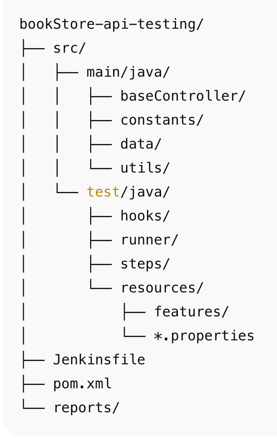 bookStore-api-testing/
├── src/
│   ├── main/java/
│   │   ├── baseController/
│   │   ├── constants/
│   │   ├── data/
│   │   └── utils/
│   └── test/java/
│       ├── hooks/
│       ├── runner/
│       ├── steps/
│       └── resources/
│           ├── features/
│           └── *.properties
├── Jenkinsfile
├── pom.xml
└── reports/